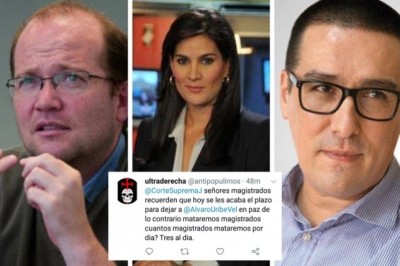 ultraderecha @antipopulimos · 48m
@CorteSupremaJ señores magistrados
recuerden que hoy se les acaba el plazo
para dejar a @AlvaroUribeVel en paz de
lo contrario mataremos magistrados
cuantos magistrados mataremos por
dia? Tres al dia.